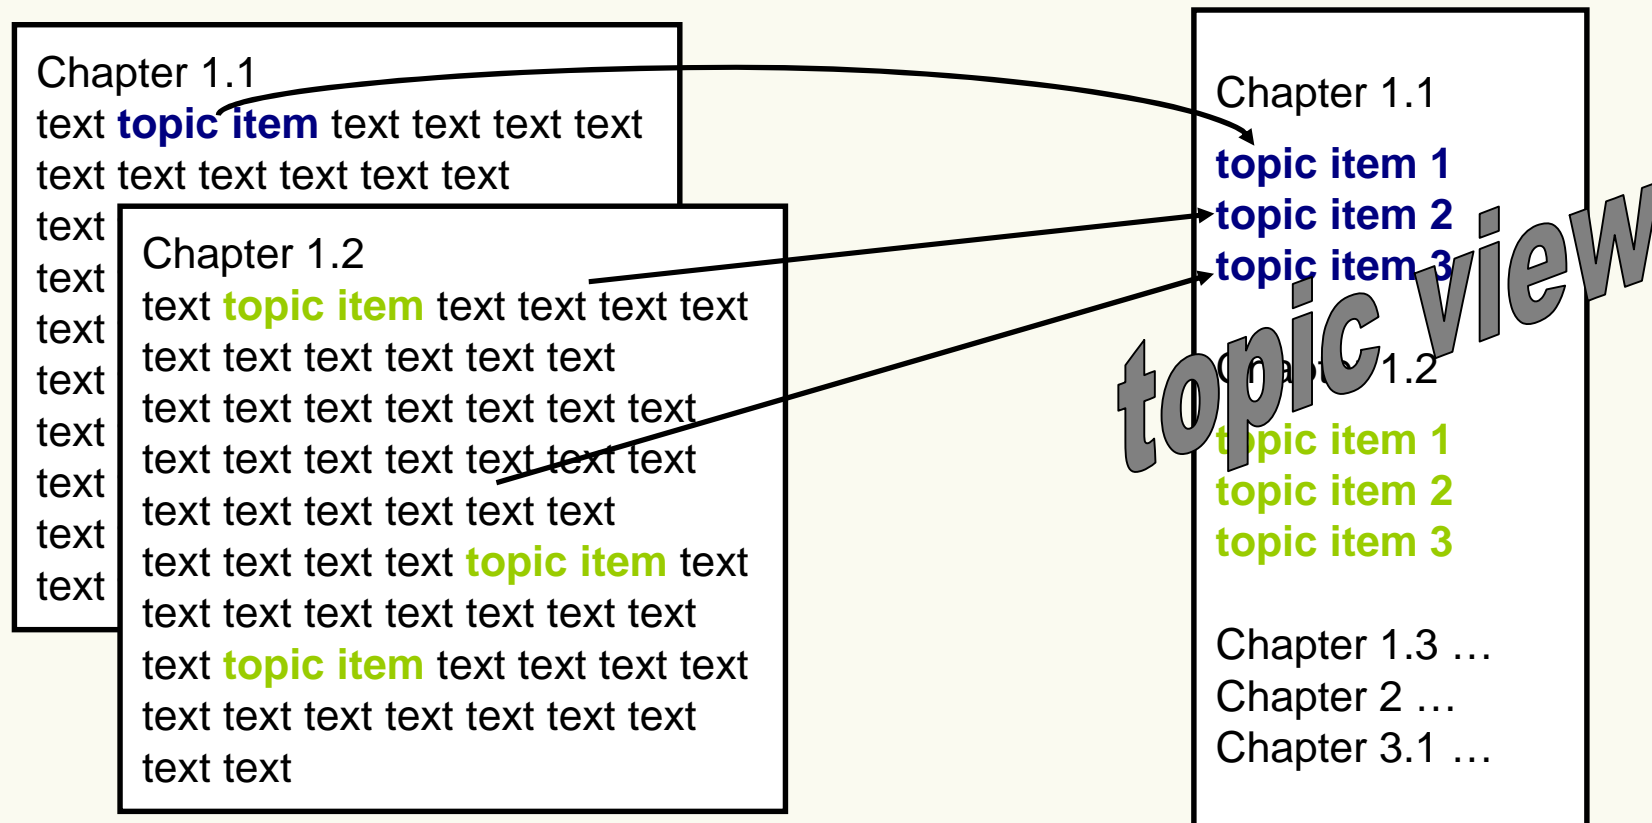 Chapter 1.1
text topic item text text text text
text text text text text text
text
text
text
text
text
text
text
text
Chapter 1.2
text topic item text text text text
text text text text text text
text text text text text text text
text text text text text text text
text text text text text text
text text text text topic item text
text text text text text text text
text topic item text text text text
text text text text text text text
text text
Chapter 1.1
topic item 1
topic item 2
topic item 3
Chapter 1.2
topic item 1
topic item 2
topic item 3
Chapter 1.3 …
Chapter 2 …
Chapter 3.1 …
topic view